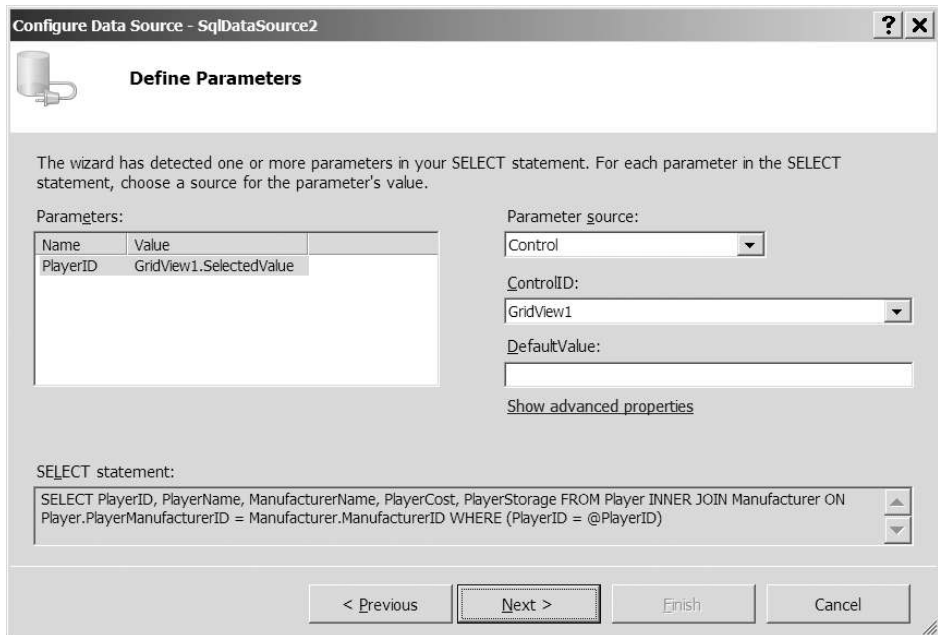 Configure Data Source - SqlDataSource2
Define Parameters
The wizard has detected one or more parameters in your SELECT statement. For each parameter in the SELECT
statement, choose a source for the parameter's value.
Parameters:
Name Value
PlayerID GridView1.SelectedValue
Parameter source:
Control
ControlID:
GridView1
DefaultValue:
Show advanced properties
SELECT statement:
SELECT PlayerID, PlayerName, ManufacturerName, PlayerCost, PlayerStorage FROM Player INNER JOIN Manufacturer ON
Player.PlayerManufacturerID = Manufacturer.ManufacturerID WHERE (PlayerID = @PlayerID)
< Previous Next > Finish Cancel